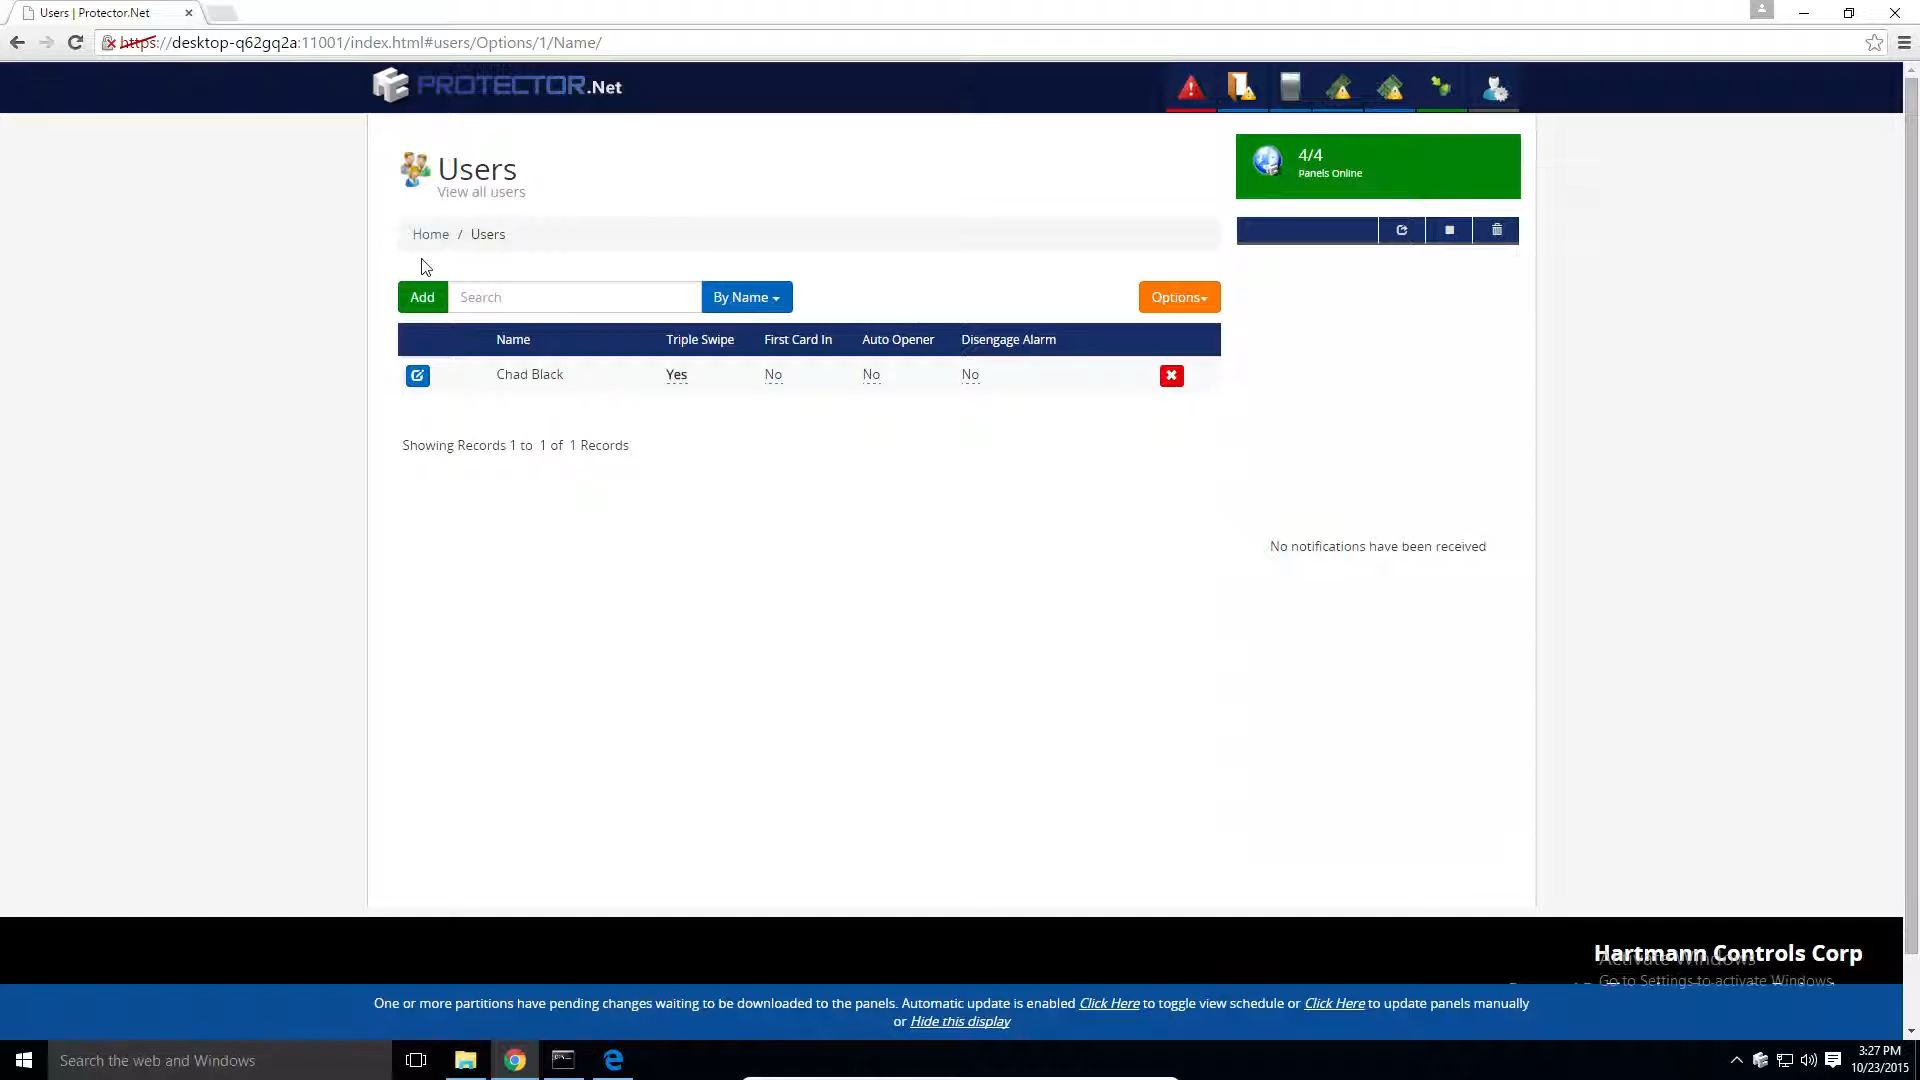 Users | Protector.Net
https://desktop-q62gq2a:11001/index.html#users/Options/1/Name/
PROTECTOR.Net
Users
View all users
4/4
Panels Online
Home / Users
Add
Search
By Name
Options
Name Triple Swipe First Card In Auto Opener Disengage Alarm
Chad Black Yes No No No
Showing Records 1 to 1 of 1 Records
No notifications have been received
Hartmann Controls Corp
Activate Windows
Go to Settings to activate Windows.
One or more partitions have pending changes waiting to be downloaded to the panels. Automatic update is enabled Click Here to toggle view schedule or Click Here to update panels manually
or Hide this display
Search the web and Windows
3:27 PM
10/23/2015